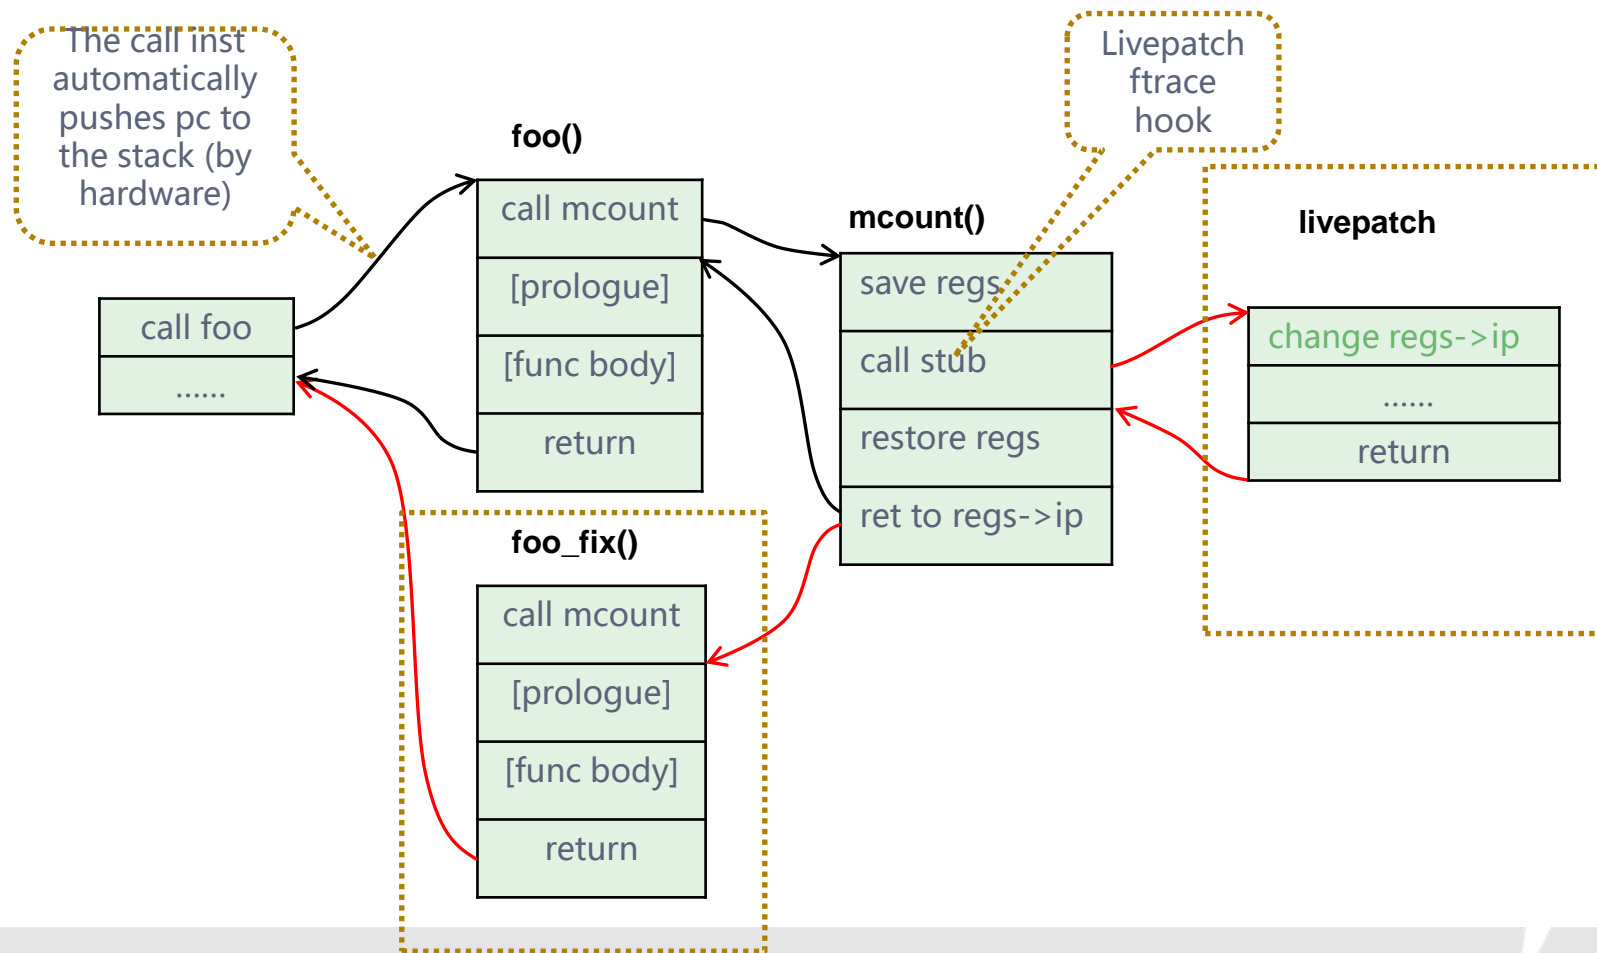 The call inst
automatically
pushes pc to
the stack (by
hardware)
call foo
......
foo()
call mcount
[prologue]
[func body]
return
foo_fix()
call mcount
[prologue]
[func body]
return
Livepatch
ftrace
hook
mcount()
save regs
call stub
restore regs
ret to regs->ip
livepatch
change regs->ip
......
return